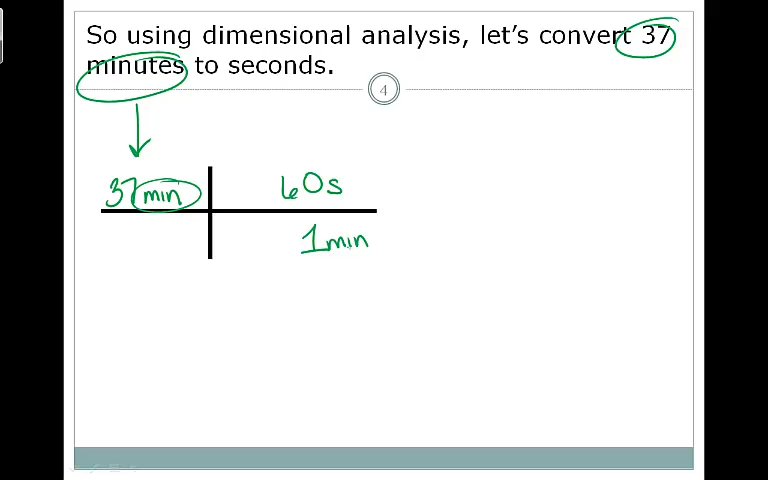 So using dimensional analysis, let's convert 37
minutes to seconds.
4
37 min 60s
1min